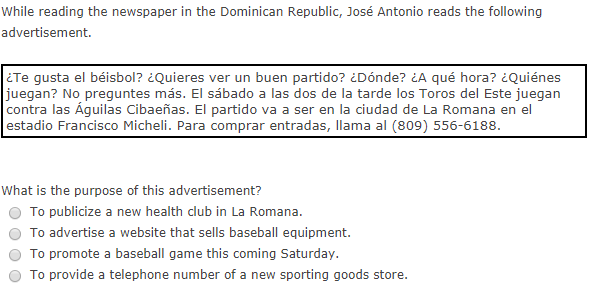 While reading the newspaper in the Dominican Republic, José Antonio reads the following
advertisement.
¿Te gusta el béisbol? ¿Quieres ver un buen partido? ¿Dónde? ¿A qué hora? ¿Quiénes
juegan? No preguntes más. El sábado a las dos de la tarde los Toros del Este juegan
contra las Águilas Cibaeñas. El partido va a ser en la ciudad de La Romana en el
estadio Francisco Micheli. Para comprar entradas, llama al (809) 556-6188.
What is the purpose of this advertisement?
To publicize a new health club in La Romana.
To advertise a website that sells baseball equipment.
To promote a baseball game this coming Saturday.
To provide a telephone number of a new sporting goods store.